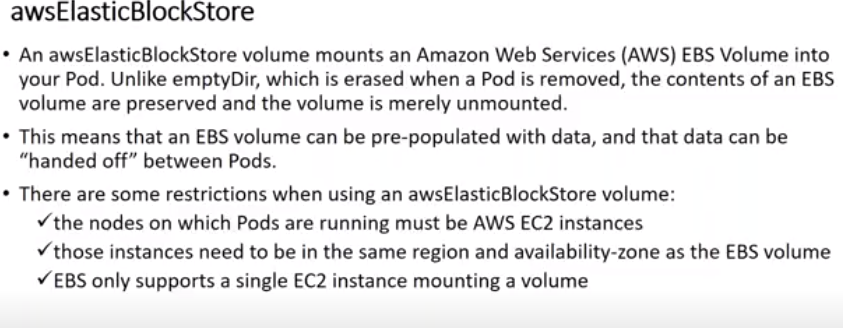 awsElasticBlockStore
• An awsElasticBlockStore volume mounts an Amazon Web Services (AWS) EBS Volume into
your Pod. Unlike emptyDir, which is erased when a Pod is removed, the contents of an EBS
volume are preserved and the volume is merely unmounted.
• This means that an EBS volume can be pre-populated with data, and that data can be
“handed off” between Pods.
• There are some restrictions when using an awsElasticBlockStore volume:
✓the nodes on which Pods are running must be AWS EC2 instances
✓those instances need to be in the same region and availability-zone as the EBS volume
✓EBS only supports a single EC2 instance mounting a volume